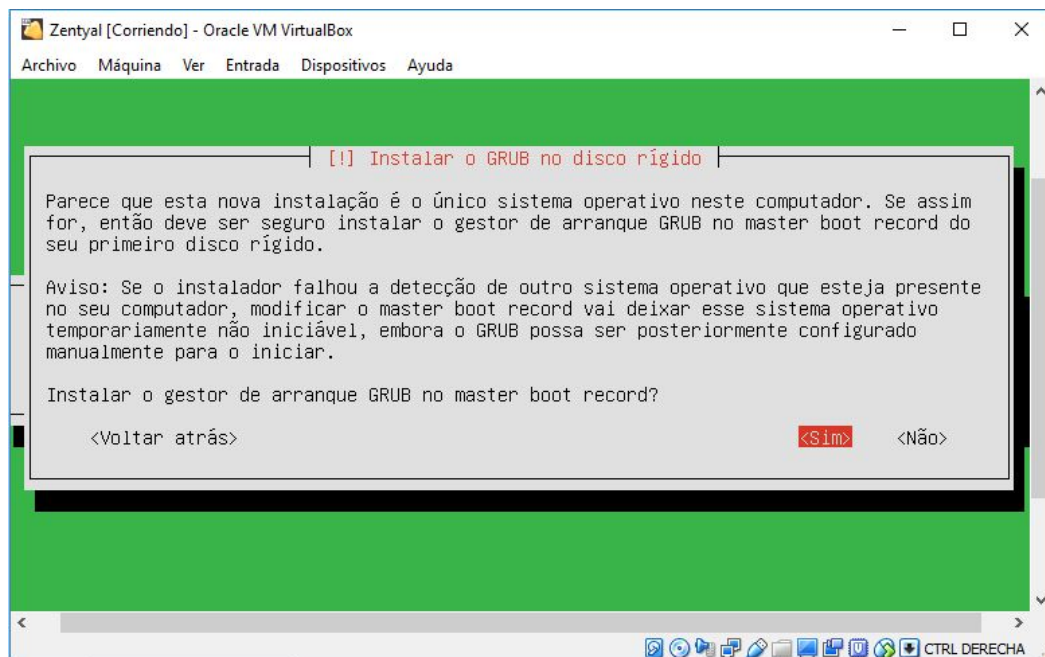 Zentyal [Corriendo] - Oracle VM VirtualBox
Archivo Máquina Ver Entrada Dispositivos Ayuda
[!] Instalar o GRUB no disco rígido
Parece que esta nova instalação é o único sistema operativo neste computador. Se assim
for, então deve ser seguro instalar o gestor de arranque GRUB no master boot record do
seu primeiro disco rígido.
Aviso: Se o instalador falhou a detecção de outro sistema operativo que esteja presente
no seu computador, modificar o master boot record vai deixar esse sistema operativo
temporariamente não iniciável, embora o GRUB possa ser posteriormente configurado
manualmente para o iniciar.
Instalar o gestor de arranque GRUB no master boot record?
<Voltar atrás> <Sim> <Não>
CTRL DERECHA